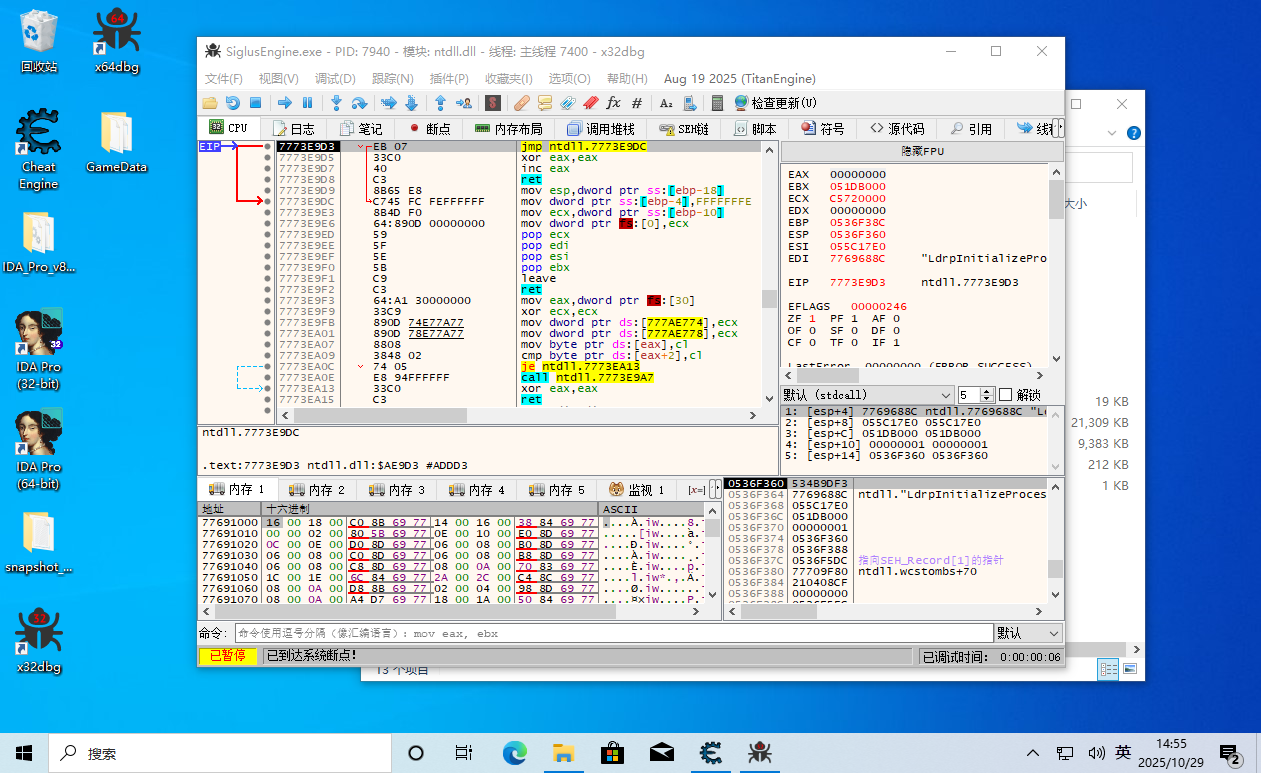 回收站
x64dbg
Cheat
Engine
GameData
IDA_Pro_v8...
IDA Pro
(32-bit)
IDA Pro
(64-bit)
snapshot_...
x32dbg
SiglusEngine.exe - PID: 7940 - 模块: ntdll.dll - 线程: 主线程 7400 - x32dbg
文件(F) 视图(V) 调试(D) 跟踪(N) 插件(P) 收藏夹(I) 选项(O) 帮助(H) Aug 19 2025 (TitanEngine)
检查更新(U)
CPU 日志 笔记 断点 内存布局 调用堆栈 SEH链 脚本 符号 源代码 引用 线
EIP
7773E9D3 EB 07 jmp ntdll.7773E9DC
7773E9D5 33C0 xor eax,eax
7773E9D7 40 inc eax
7773E9D8 C3 ret
7773E9D9 8B65 E8 mov esp,dword ptr ss:[ebp-18]
7773E9DC C745 FC FEFFFFFF mov dword ptr ss:[ebp-4],FFFFFFFE
7773E9E3 8B4D F0 mov ecx,dword ptr ss:[ebp-10]
7773E9E6 64:890D 00000000 mov dword ptr fs:[0],ecx
7773E9ED 59 pop ecx
7773E9EE 5F pop edi
7773E9EF 5E pop esi
7773E9F0 5B pop ebx
7773E9F1 C9 leave
7773E9F2 C3 ret
7773E9F3 64:A1 30000000 mov eax,dword ptr fs:[30]
7773E9F9 33C9 xor ecx,ecx
7773E9FB 890D 74E77A77 mov dword ptr ds:[777AE774],ecx
7773EA01 890D 78E77A77 mov dword ptr ds:[777AE778],ecx
7773EA07 8808 mov byte ptr ds:[eax],cl
7773EA09 3848 02 cmp byte ptr ds:[eax+2],cl
7773EA0C 74 05 je ntdll.7773EA13
7773EA0E E8 94FFFFFF call ntdll.7773E9A7
7773EA13 33C0 xor eax,eax
7773EA15 C3 ret
隐藏FPU
EAX 00000000
EBX 051DB000
ECX C5720000
EDX 00000000
EBP 0536F38C
ESP 0536F360
ESI 055C17E0
EDI 7769688C "LdrpInitializePro
EIP 7773E9D3 ntdll.7773E9D3
EFLAGS 00000246
ZF 1 PF 1 AF 0
OF 0 SF 0 DF 0
CF 0 TF 0 IF 1
LastError 00000000 (ERROR_SUCCESS)
默认 (stdcall) 5 解锁
1: [esp+4] 7769688C ntdll.7769688C "Ld
2: [esp+8] 055C17E0 055C17E0
3: [esp+C] 051DB000 051DB000
4: [esp+10] 00000001 00000001
5: [esp+14] 0536F360 0536F360
ntdll.7773E9DC
.text:7773E9D3 ntdll.dll:$AE9D3 #ADDD3
内存 1 内存 2 内存 3 内存 4 内存 5 监视 1 [x=]
地址 十六进制 ASCII
77691000 16 00 18 00 C0 8B 69 77 14 00 16 00 38 84 69 77 ....À.iw....8.
77691010 00 00 02 00 80 5B 69 77 0E 00 10 00 E0 8D 69 77 .....[iw....à.
77691020 0C 00 0E 00 D0 8D 69 77 06 00 08 00 B0 8D 69 77 ....Ð.iw....°.
77691030 06 00 08 00 C0 8D 69 77 06 00 08 00 B8 8D 69 77 ....À.iw....¸.
77691040 06 00 08 00 C8 8D 69 77 08 00 0A 00 70 83 69 77 ....È.iw....p.
77691050 1C 00 1E 00 6C 84 69 77 2A 00 2C 00 C4 8C 69 77 ....l.iw*.,.Ä.
77691060 08 00 0A 00 D8 8B 69 77 02 00 04 00 98 8D 69 77 ....Ø.iw......
77691070 08 00 0A 00 A4 D7 69 77 18 00 1A 00 50 84 69 77 ....¤×iw....P.
0536F360 534B9DF3
0536F364 7769688C ntdll."LdrpInitializeProces
0536F368 055C17E0
0536F36C 051DB000
0536F370 00000001
0536F374 0536F360
0536F378 0536F388
0536F37C 0536F5DC 指向SEH_Record[1]的指针
0536F380 77709F80 ntdll.wcstombs+70
0536F384 210408CF
0536F388 00000000
命令: 命令使用逗号分隔 (像汇编语言): mov eax, ebx 默认
已暂停 已到达系统断点! 已调试时间: 0:00:00:06
大小
19 KB
21,309 KB
9,383 KB
212 KB
1 KB
13 个项目
搜索
英
14:55
2025/10/29
2